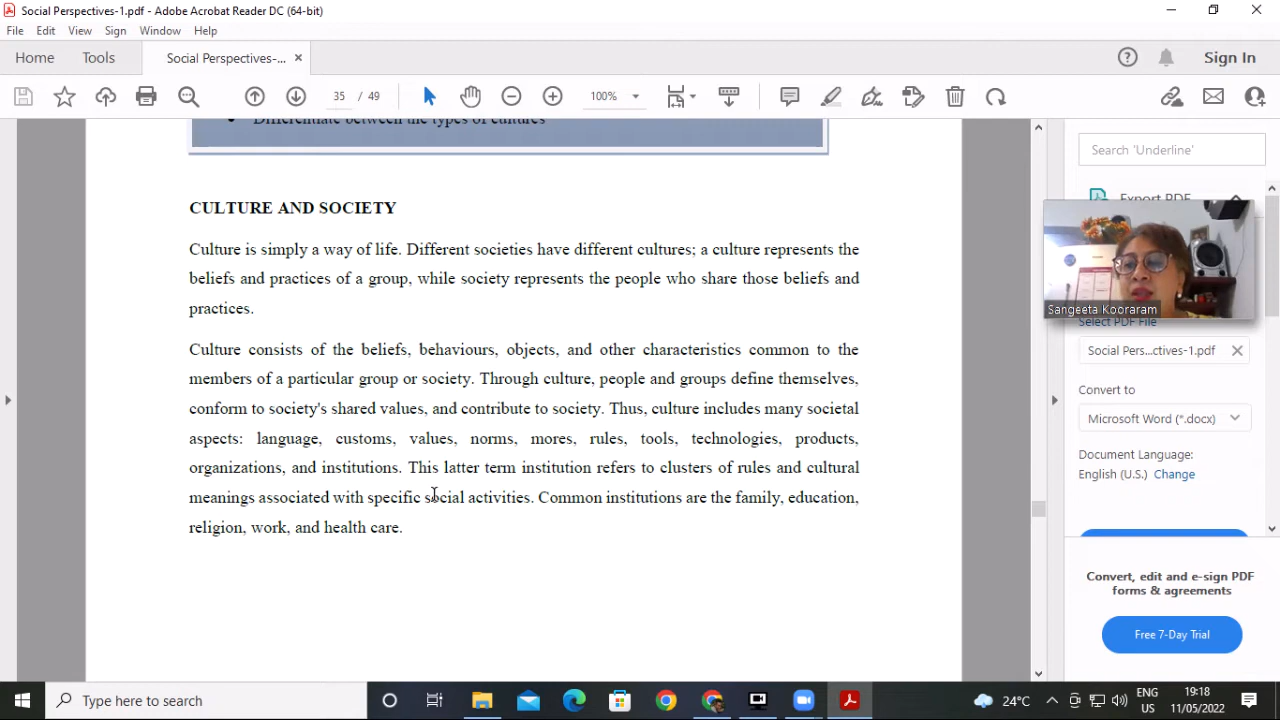 Social Perspectives-1.pdf - Adobe Acrobat Reader DC (64-bit)
File Edit View Sign Window Help
Home Tools Social Perspectives-... Sign In
35 / 49 100%
Differentiate between the types of cultures
Search 'Underline'
Export PDF
CULTURE AND SOCIETY
Culture is simply a way of life. Different societies have different cultures; a culture represents the
beliefs and practices of a group, while society represents the people who share those beliefs and
practices.
Culture consists of the beliefs, behaviours, objects, and other characteristics common to the
members of a particular group or society. Through culture, people and groups define themselves,
conform to society's shared values, and contribute to society. Thus, culture includes many societal
aspects: language, customs, values, norms, mores, rules, tools, technologies, products,
organizations, and institutions. This latter term institution refers to clusters of rules and cultural
meanings associated with specific social activities. Common institutions are the family, education,
religion, work, and health care.
Sangeeta Kooraram
Select PDF File
Social Pers...ctives-1.pdf
Convert to
Microsoft Word (*.docx)
Document Language:
English (U.S.) Change
Convert, edit and e-sign PDF
forms & agreements
Free 7-Day Trial
Type here to search
24°C
ENG
US
19:18
11/05/2022